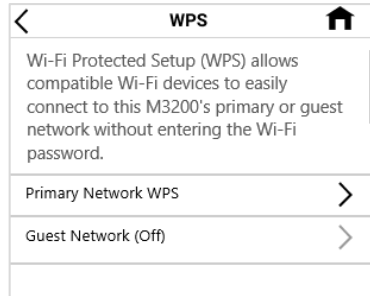 WPS
Wi-Fi Protected Setup (WPS) allows
compatible Wi-Fi devices to easily
connect to this M3200's primary or guest
network without entering the Wi-Fi
password.
Primary Network WPS
Guest Network (Off)